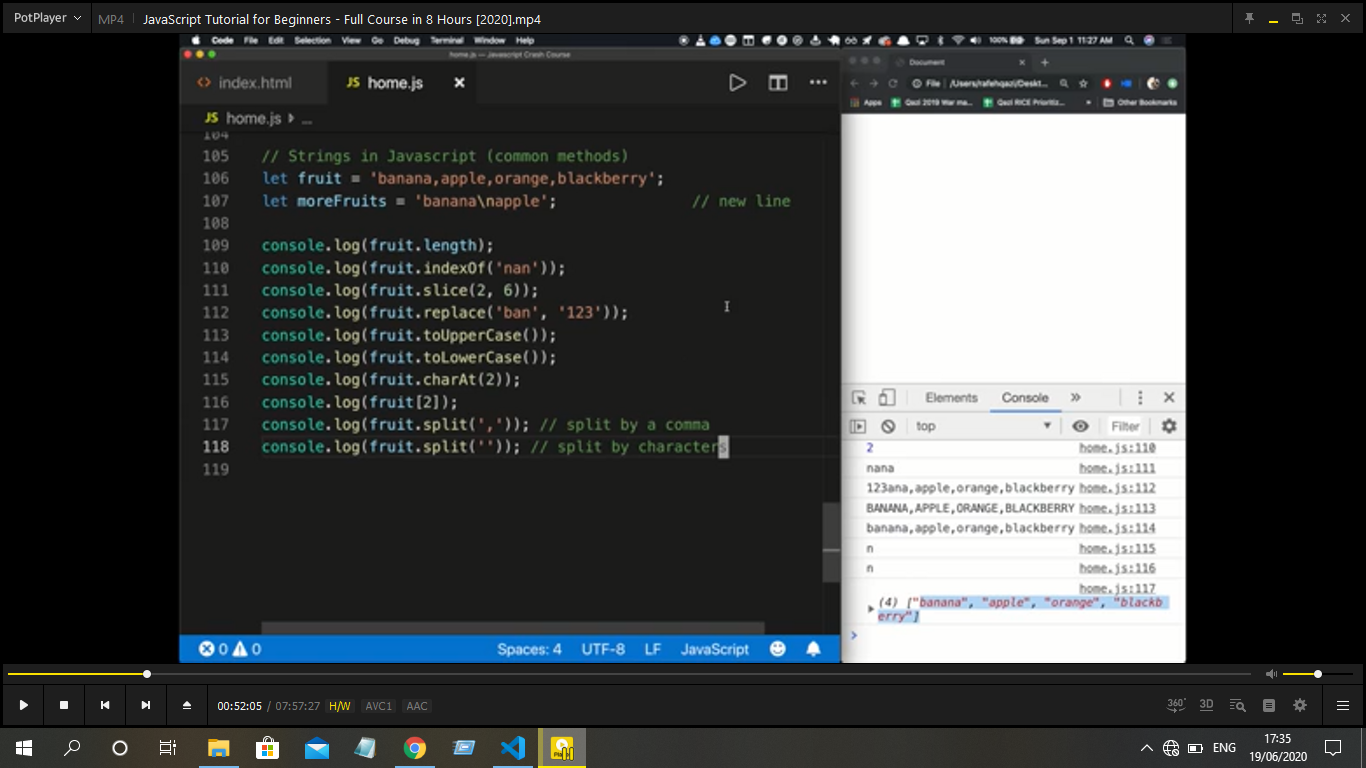 PotPlayer
MP4
JavaScript Tutorial for Beginners - Full Course in 8 Hours [2020].mp4
Code File Edit Selection View Go Debug Terminal Window Help
100%
Sun Sep 1 11:27 AM
home.js — Javascript Crash Course
index.html
JS home.js
JS home.js ...
104
105 // Strings in Javascript (common methods)
106 let fruit = 'banana,apple,orange,blackberry';
107 let moreFruits = 'banana\napple'; // new line
108
109 console.log(fruit.length);
110 console.log(fruit.indexOf('nan'));
111 console.log(fruit.slice(2, 6));
112 console.log(fruit.replace('ban', '123'));
113 console.log(fruit.toUpperCase());
114 console.log(fruit.toLowerCase());
115 console.log(fruit.charAt(2));
116 console.log(fruit[2]);
117 console.log(fruit.split(',')); // split by a comma
118 console.log(fruit.split('')); // split by characters
119
0 0
Spaces: 4 UTF-8 LF JavaScript
Document
File /Users/rafehqazi/Deskt...
Apps Qazi 2019 War ma... Qazi RICE Prioritiz... Other Bookmarks
Elements Console
top Filter
2 home.js:110
nana home.js:111
123ana,apple,orange,blackberry home.js:112
BANANA,APPLE,ORANGE,BLACKBERRY home.js:113
banana,apple,orange,blackberry home.js:114
n home.js:115
n home.js:116
home.js:117
(4) ["banana", "apple", "orange", "blackb
erry"]
00:52:05 / 07:57:27 H/W AVC1 AAC
360° 3D
ENG
17:35
19/06/2020